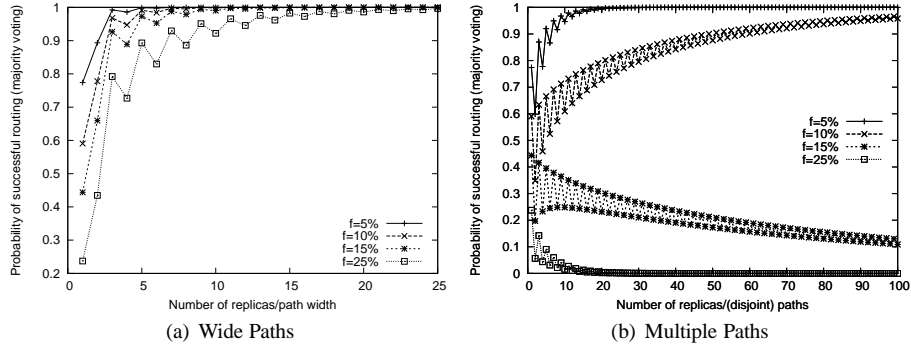 Probability of successful routing (majority voting)
1
0.9
0.8
0.7
0.6
0.5
0.4
0.3
0.2
f=5%
f=10%
f=15%
f=25%
0 5 10 15 20 25
Number of replicas/path width
(a) Wide Paths
Probability of successful routing (majority voting)
1
0.9
0.8
0.7
0.6
0.5
0.4
0.3
0.2
0.1
0
f=5%
f=10%
f=15%
f=25%
0 10 20 30 40 50 60 70 80 90 100
Number of replicas/(disjoint) paths
(b) Multiple Paths